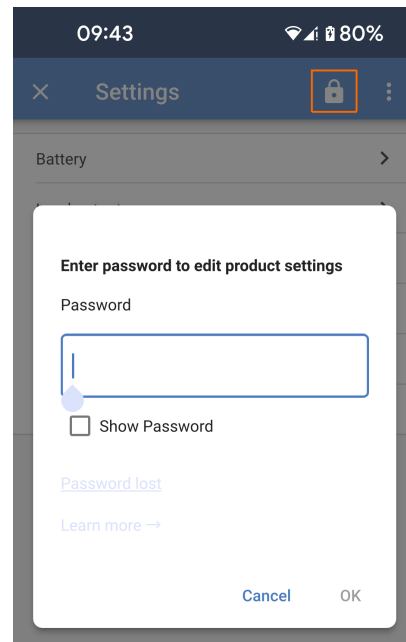 09:43 80%
Settings
Battery
Enter password to edit product settings
Password
Show Password
Password lost
Learn more →
Cancel OK